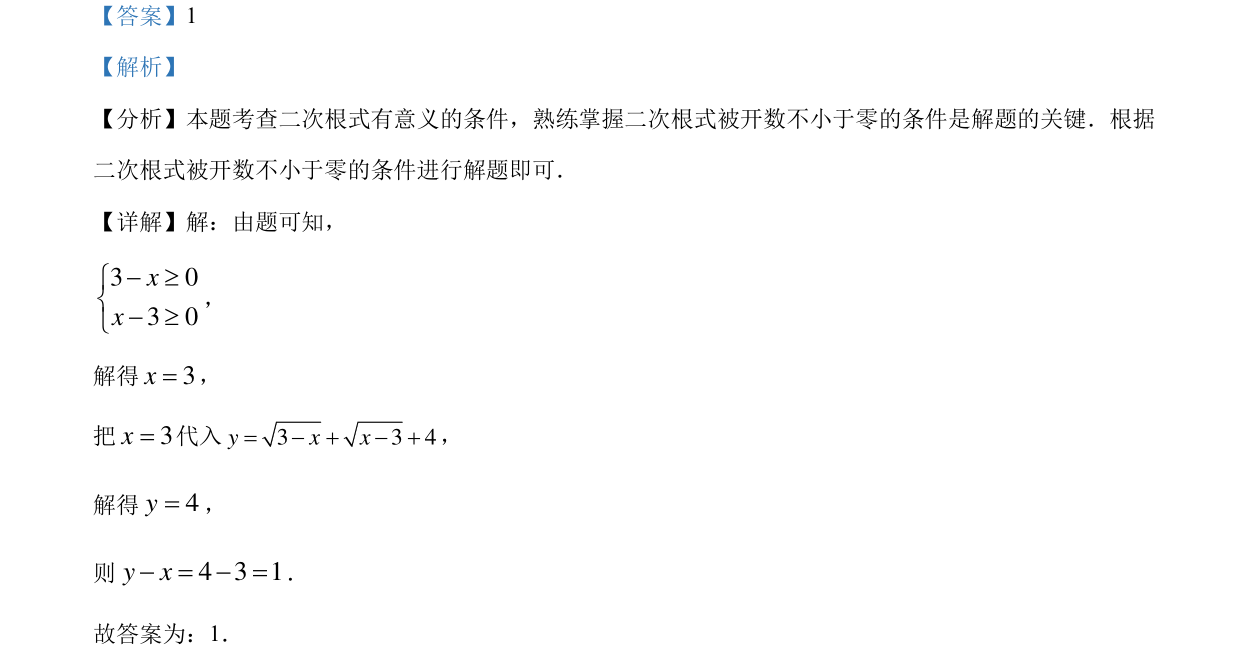 【答案】1
【解析】
【分析】本题考查二次根式有意义的条件，熟练掌握二次根式被开数不小于零的条件是解题的关键．根据
二次根式被开数不小于零的条件进行解题即可．
【详解】解：由题可知，
{3−x≥0
x−3≥0，
解得x=3，
把x=3代入y=√(3−x)+√(x−3)+4，
解得y=4，
则y−x=4−3=1．
故答案为：1．